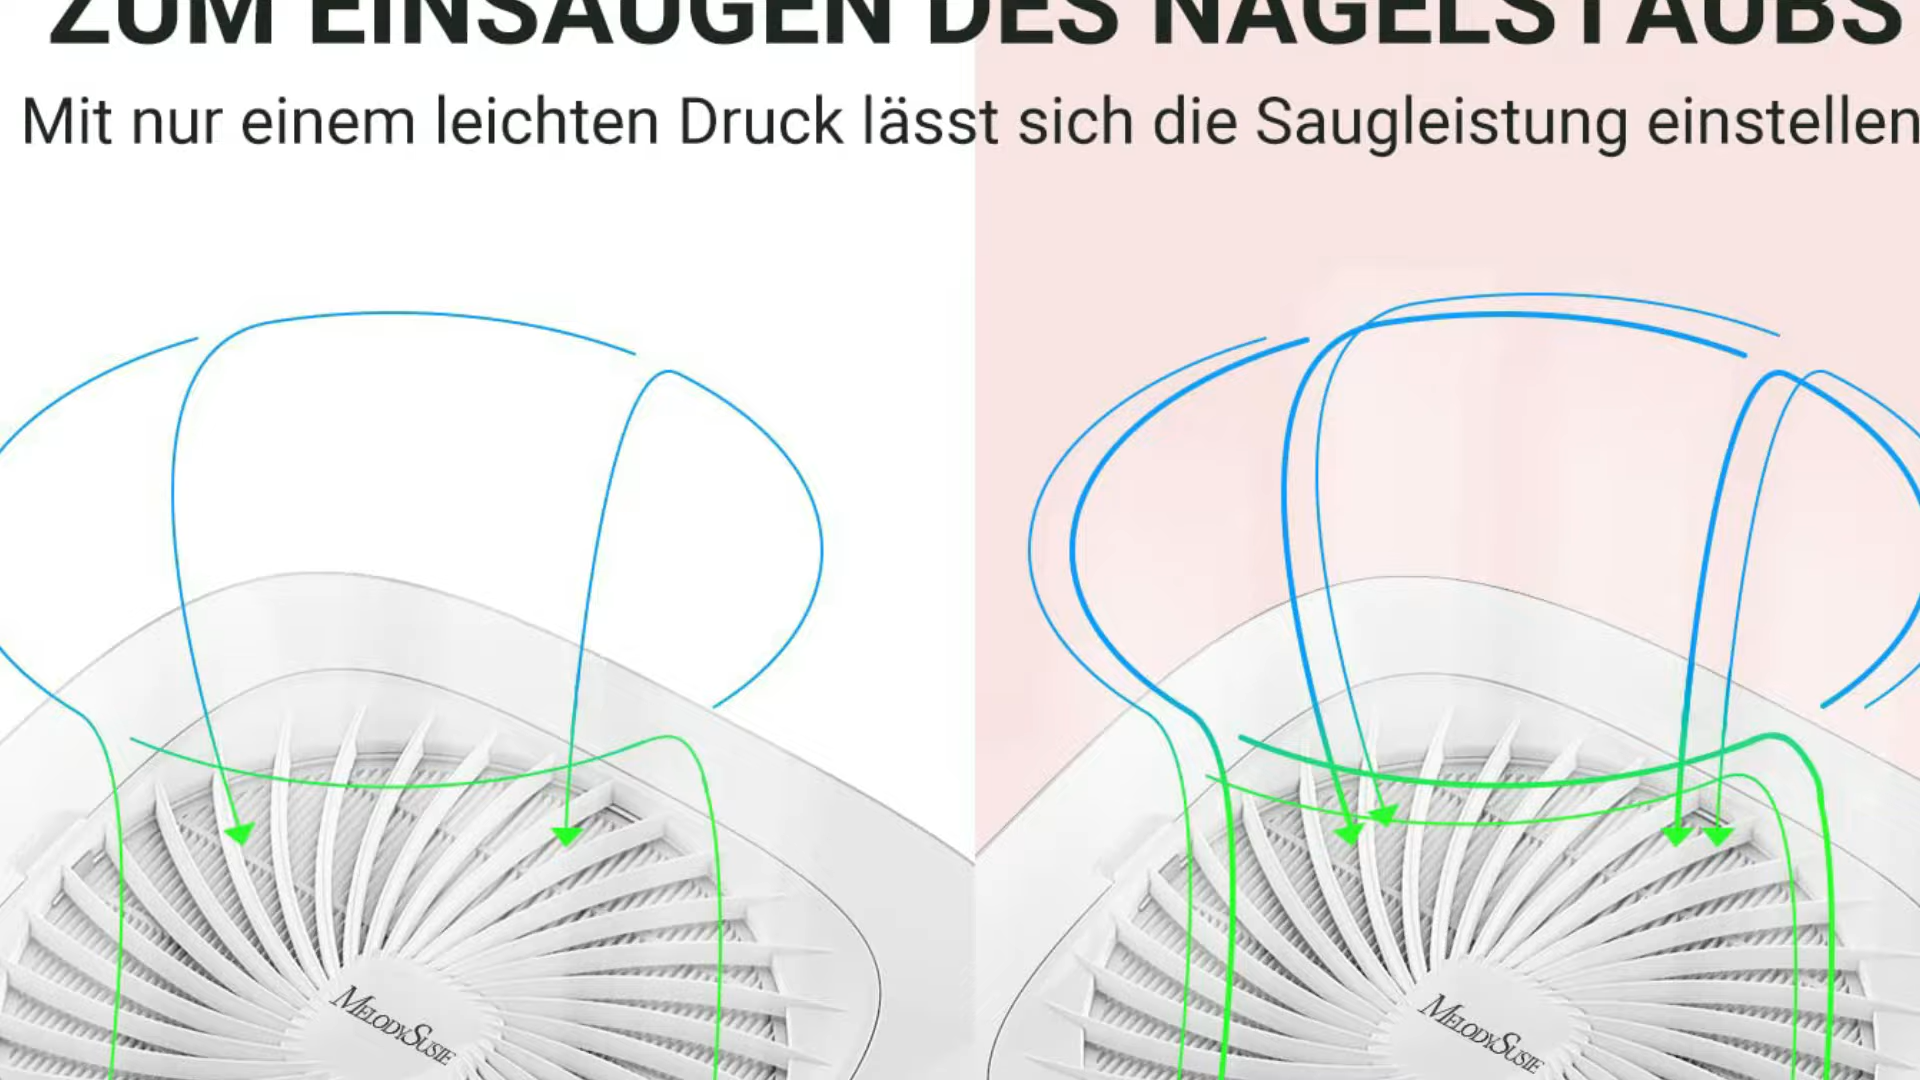 ZUM EINSAUGEN DES NAGELSTAUBS
Mit nur einem leichten Druck lässt sich die Saugleistung einstellen
MELODYSUSIE
MELODYSUSIE